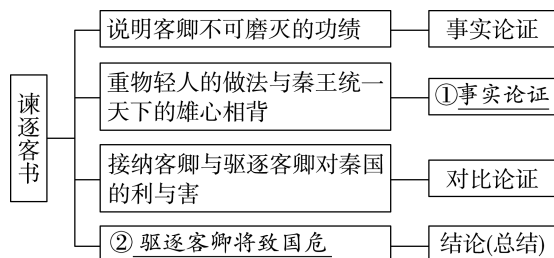 谏逐客书
说明客卿不可磨灭的功绩
事实论证
重物轻人的做法与秦王统一
天下的雄心相背
①事实论证
接纳客卿与驱逐客卿对秦国
的利与害
对比论证
②驱逐客卿将致国危
结论(总结)